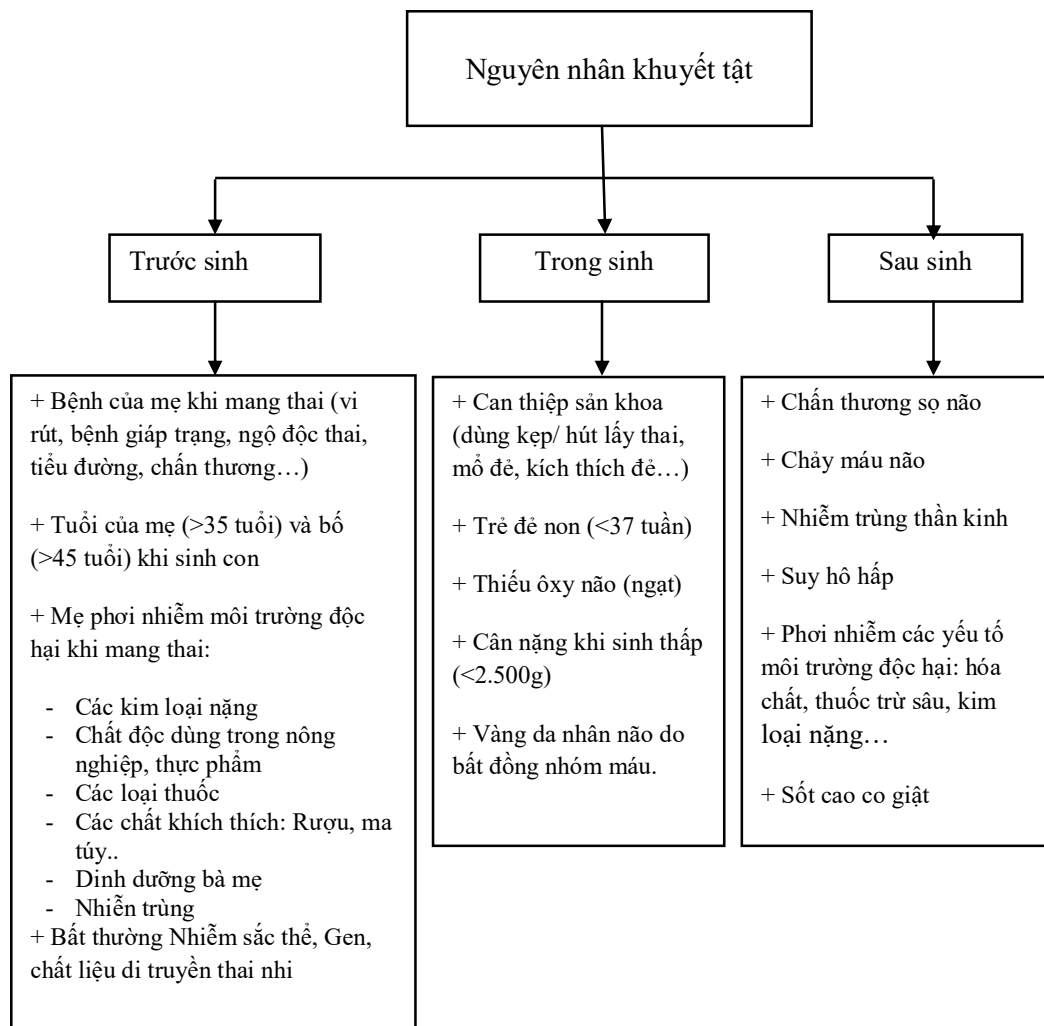 Nguyên nhân khuyết tật
Trước sinh
Trong sinh
Sau sinh
+ Bệnh của mẹ khi mang thai (vi
rút, bệnh giáp trạng, ngộ độc thai,
tiểu đường, chấn thương…)
+ Tuổi của mẹ (>35 tuổi) và bố
(>45 tuổi) khi sinh con
+ Mẹ phơi nhiễm môi trường độc
hại khi mang thai:
- Các kim loại nặng
- Chất độc dùng trong nông
nghiệp, thực phẩm
- Các loại thuốc
- Các chất khích thích: Rượu, ma
túy..
- Dinh dưỡng bà mẹ
- Nhiễn trùng
+ Bất thường Nhiễm sắc thể, Gen,
chất liệu di truyền thai nhi
+ Can thiệp sản khoa
(dùng kẹp/ hút lấy thai,
mổ đẻ, kích thích đẻ…)
+ Trẻ đẻ non (<37 tuần)
+ Thiếu ôxy não (ngạt)
+ Cân nặng khi sinh thấp
(<2.500g)
+ Vàng da nhân não do
bất đồng nhóm máu.
+ Chấn thương sọ não
+ Chảy máu não
+ Nhiễm trùng thần kinh
+ Suy hô hấp
+ Phơi nhiễm các yếu tố
môi trường độc hại: hóa
chất, thuốc trừ sâu, kim
loại nặng…
+ Sốt cao co giật